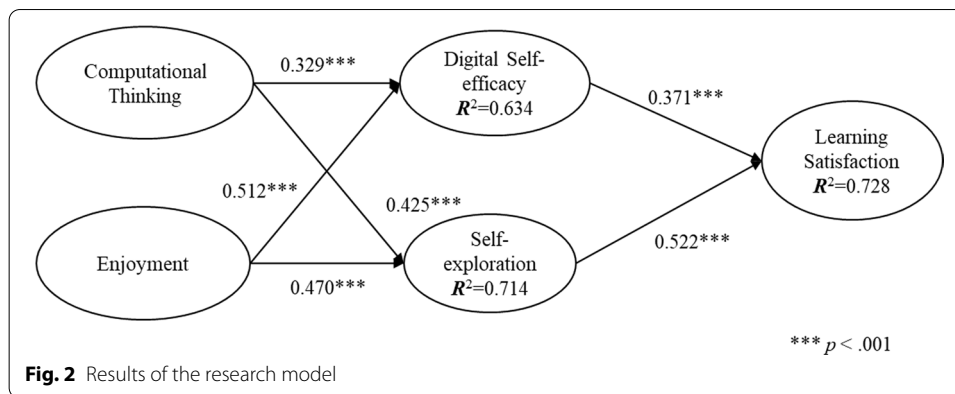 Computational
Thinking
Enjoyment
0.329***
0.512***
0.425***
0.470***
Digital Self-
efficacy
R²=0.634
Self-
exploration
R²=0.714
0.371***
0.522***
Learning
Satisfaction
R²=0.728
*** p < .001
Fig. 2 Results of the research model